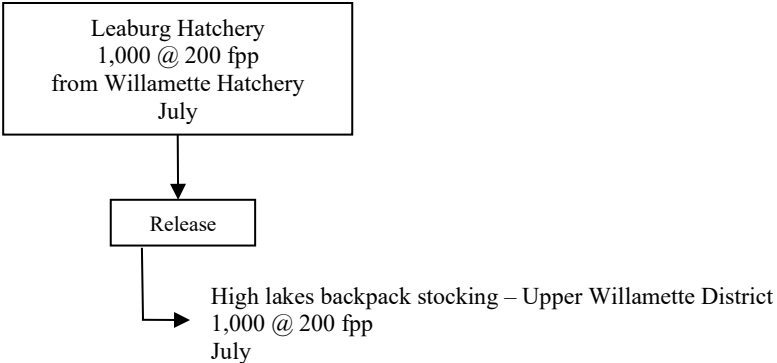 Leaburg Hatchery
1,000 @ 200 fpp
from Willamette Hatchery
July
Release
High lakes backpack stocking – Upper Willamette District
1,000 @ 200 fpp
July